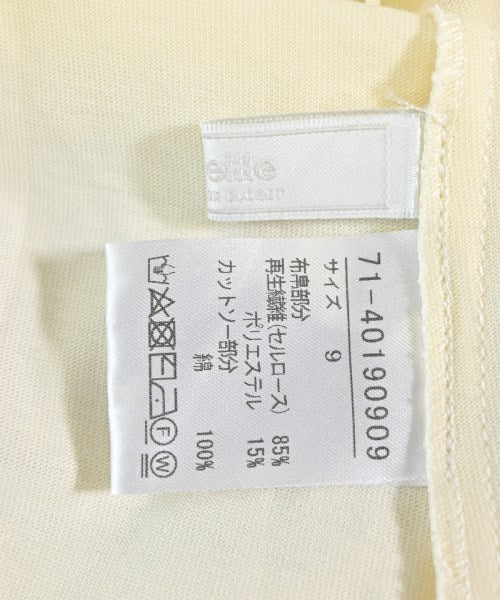 71-40190909
サイズ 9
布帛部分
再生繊維(セルロース) 85%
ポリエステル 15%
カットソー部分
綿 100%
F W